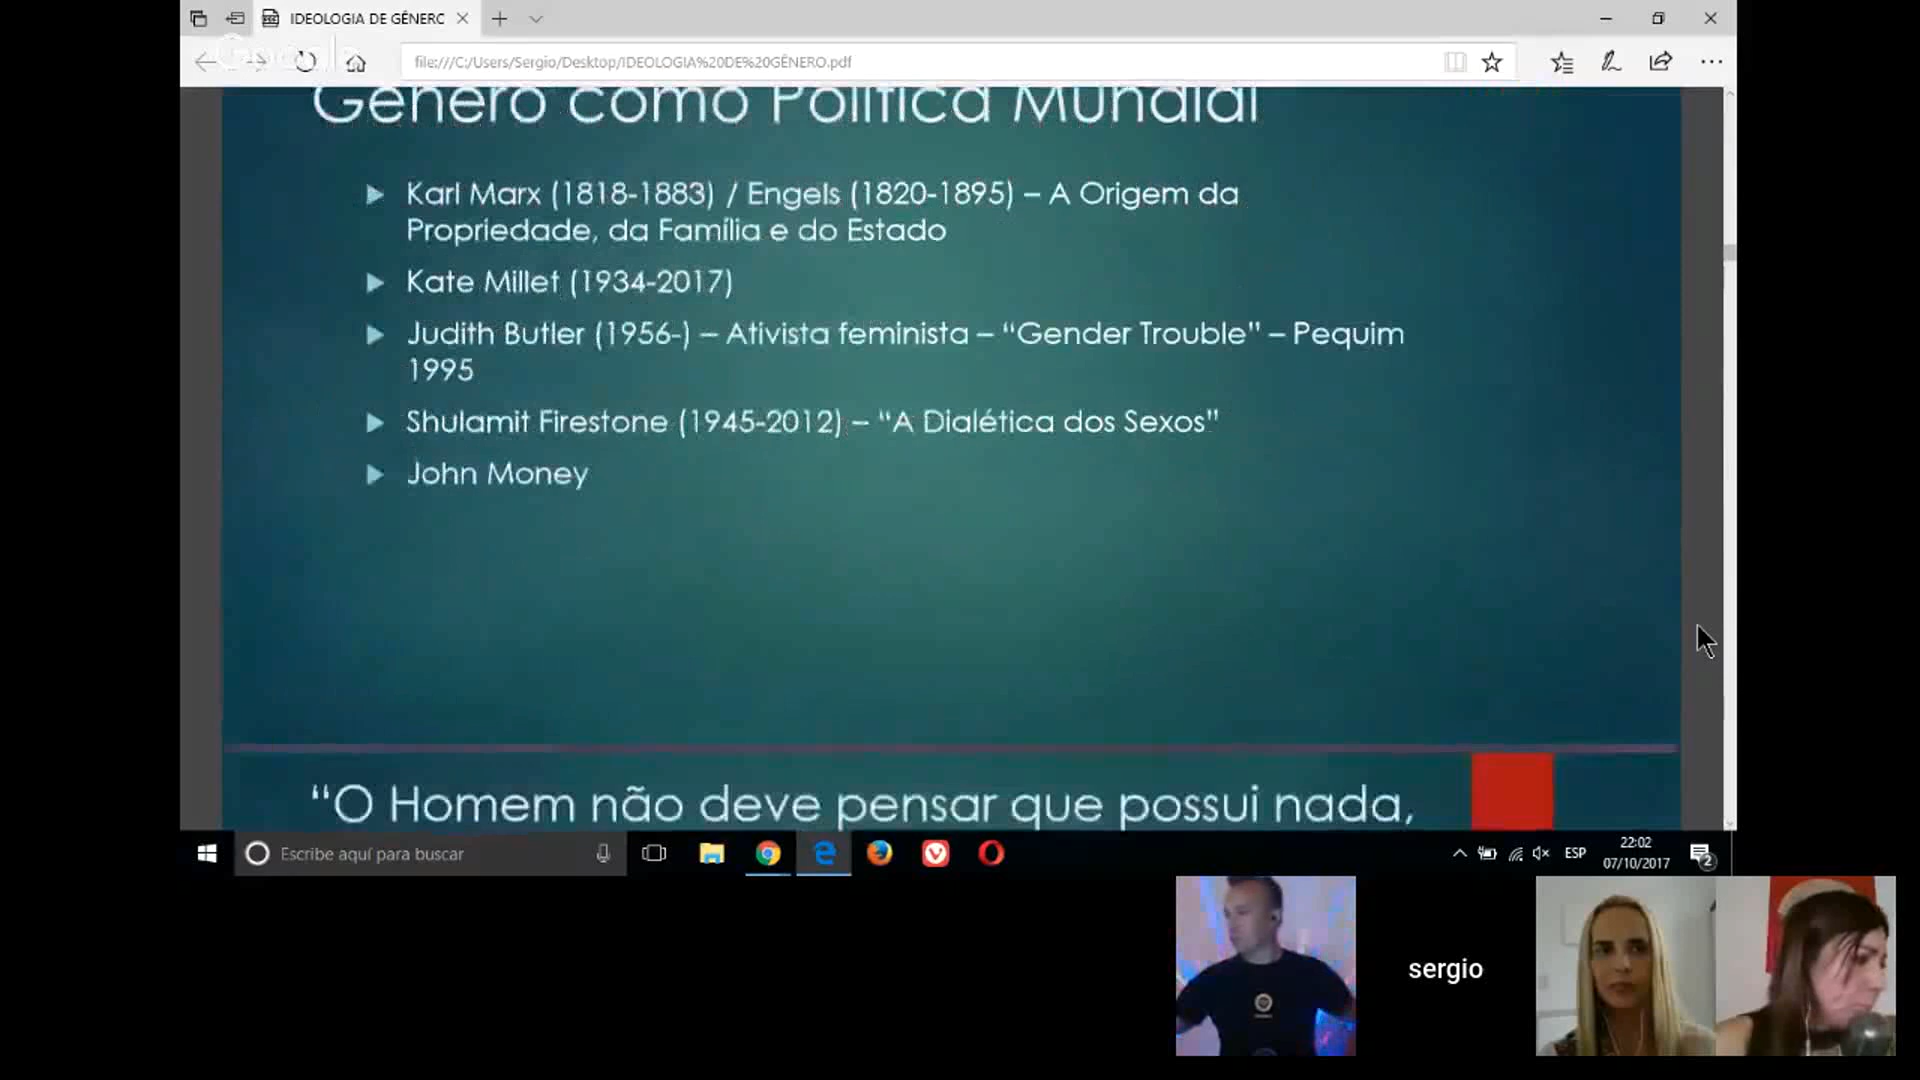 IDEOLOGIA DE GÊNERC
file:///C:/Users/Sergio/Desktop/IDEOLOGIA%20DE%20GÊNERO.pdf
Gênero como Política Mundial
Karl Marx (1818-1883) / Engels (1820-1895) – A Origem da
Propriedade, da Família e do Estado
Kate Millet (1934-2017)
Judith Butler (1956-) – Ativista feminista – “Gender Trouble” – Pequim
1995
Shulamit Firestone (1945-2012) – “A Dialética dos Sexos”
John Money
“O Homem não deve pensar que possui nada,
Escribe aquí para buscar
ESP
22:02
07/10/2017
2
sergio